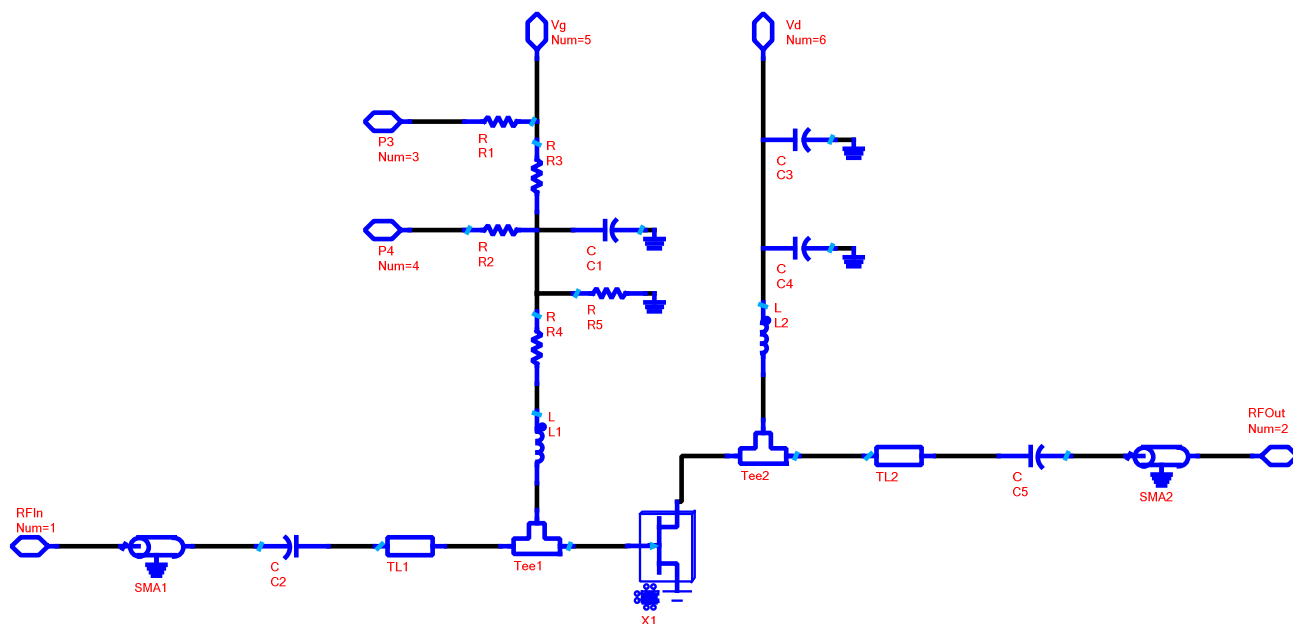 Vg
Num=5
Vd
Num=6
P3
Num=3
R
R1
R
R3
C
C3
P4
Num=4
R
R2
C
C1
C
C4
R
R4
R
R5
L
L2
L
L1
RFOut
Num=2
Tee2
TL2
C
C5
SMA2
RFIn
Num=1
SMA1
C
C2
TL1
Tee1
X1